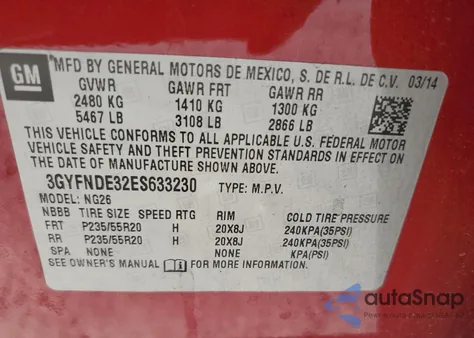 GM
MFD BY GENERAL MOTORS DE MEXICO, S. DE R.L. DE C.V. 03/14
GVWR GAWR FRT GAWR RR
2480 KG 1410 KG 1300 KG
5467 LB 3108 LB 2866 LB
THIS VEHICLE CONFORMS TO ALL APPLICABLE U.S. FEDERAL MOTOR
VEHICLE SAFETY AND THEFT PREVENTION STANDARDS IN EFFECT ON
THE DATE OF MANUFACTURE SHOWN ABOVE.
3GYFNDE32ES633230 TYPE: M.P.V.
MODEL: NG26
NBBB TIRE SIZE SPEED RTG RIM COLD TIRE PRESSURE
FRT P235/55R20 H 20X8J 240KPA(35PSI)
RR P235/55R20 H 20X8J 240KPA(35PSI)
SPA NONE NONE KPA(PSI)
SEE OWNER'S MANUAL i FOR MORE INFORMATION.
autoSnap